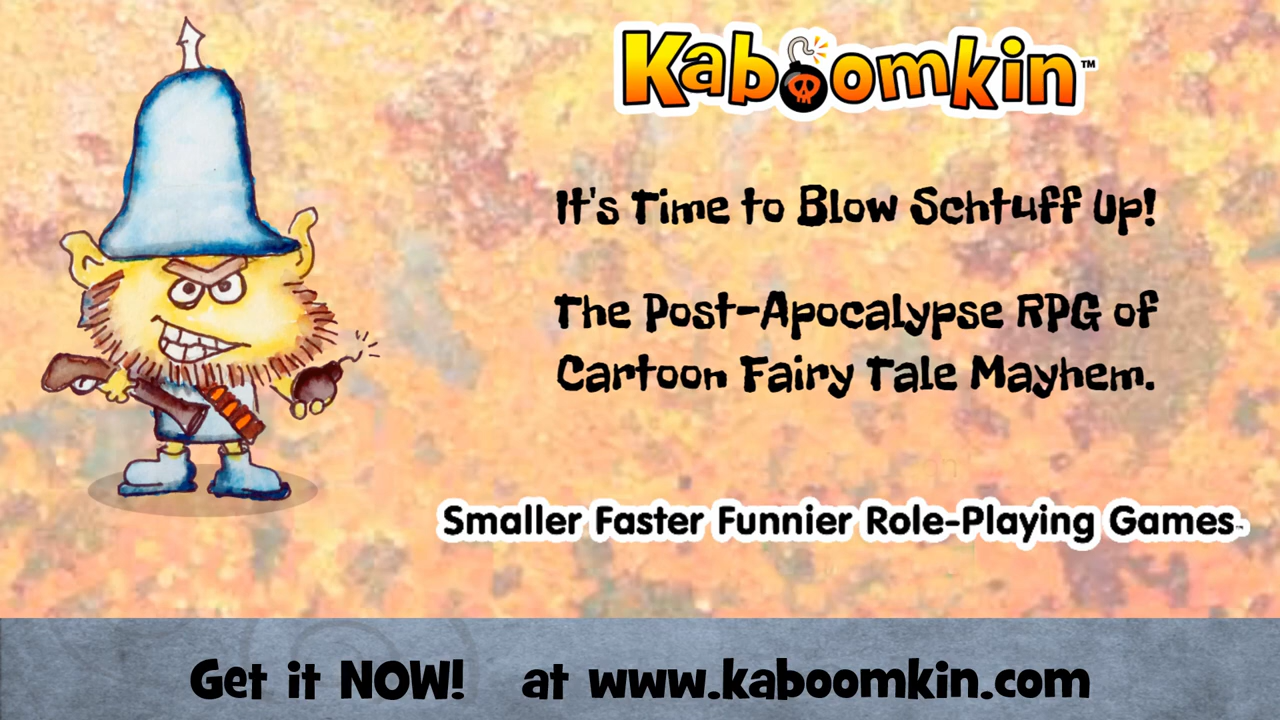 Kaboomkin™
It's Time to Blow Schtuff Up!
The Post-Apocalypse RPG of
Cartoon Fairy Tale Mayhem.
Smaller Faster Funnier Role-Playing Games™
Get it NOW! at www.kaboomkin.com